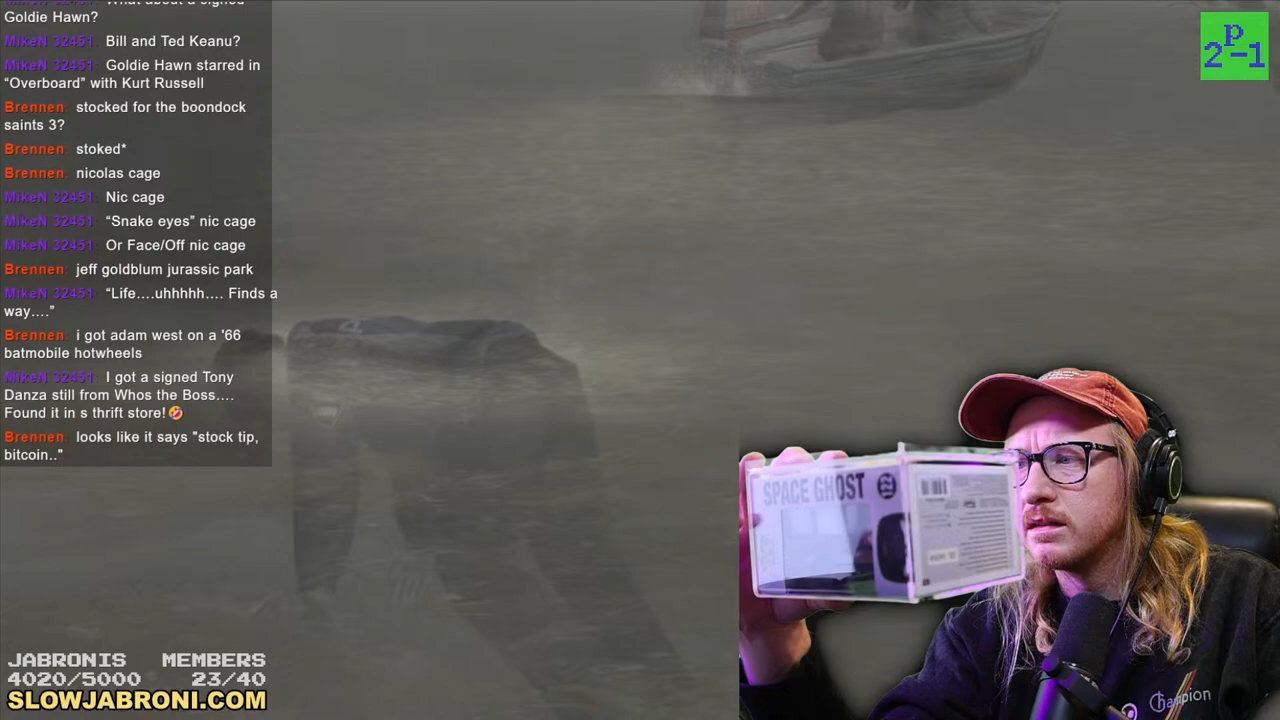 Goldie Hawn?
MikeN 32451: Bill and Ted Keanu?
MikeN 32451: Goldie Hawn starred in
“Overboard” with Kurt Russell
Brennen: stocked for the boondock
saints 3?
Brennen: stoked*
Brennen: nicolas cage
MikeN 32451: Nic cage
MikeN 32451: “Snake eyes” nic cage
MikeN 32451: Or Face/Off nic cage
Brennen: jeff goldblum jurassic park
MikeN 32451: “Life….uhhhhh…. Finds a
way….”
Brennen: i got adam west on a '66
batmobile hotwheels
MikeN 32451: I got a signed Tony
Danza still from Whos the Boss….
Found it in s thrift store!🤣
Brennen: looks like it says "stock tip,
bitcoin.."
p
2-1
SPACE GHOST
Champion
JABRONIS MEMBERS
4020/5000 23/40
SLOWJABRONI.COM